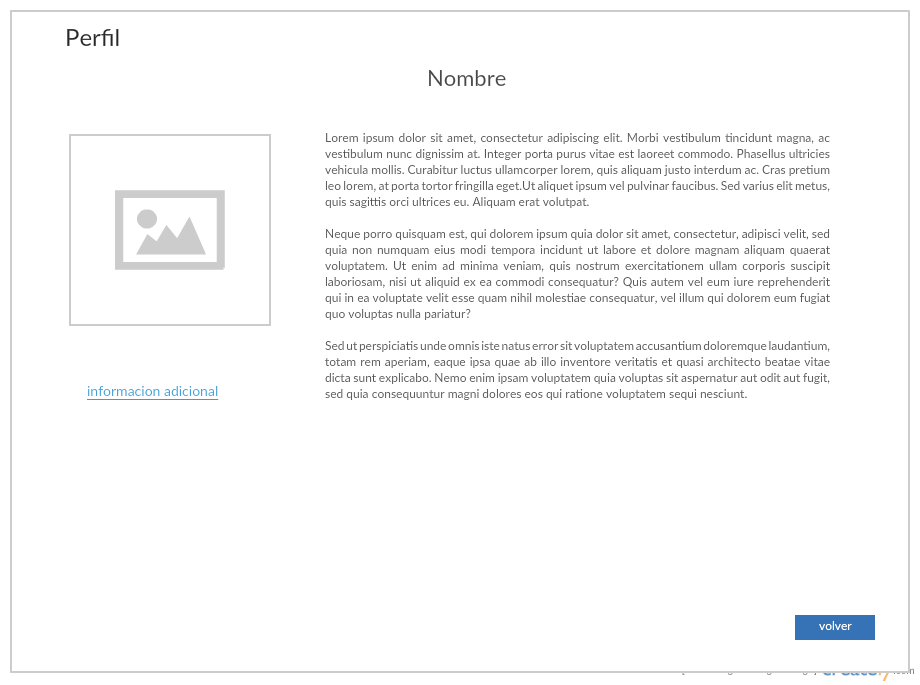 Perfil
Nombre
Lorem ipsum dolor sit amet, consectetur adipiscing elit. Morbi vestibulum tincidunt magna, ac
vestibulum nunc dignissim at. Integer porta purus vitae est laoreet commodo. Phasellus ultricies
vehicula mollis. Curabitur luctus ullamcorper lorem, quis aliquam justo interdum ac. Cras pretium
leo lorem, at porta tortor fringilla eget.Ut aliquet ipsum vel pulvinar faucibus. Sed varius elit metus,
quis sagittis orci ultrices eu. Aliquam erat volutpat.
Neque porro quisquam est, qui dolorem ipsum quia dolor sit amet, consectetur, adipisci velit, sed
quia non numquam eius modi tempora incidunt ut labore et dolore magnam aliquam quaerat
voluptatem. Ut enim ad minima veniam, quis nostrum exercitationem ullam corporis suscipit
laboriosam, nisi ut aliquid ex ea commodi consequatur? Quis autem vel eum iure reprehenderit
qui in ea voluptate velit esse quam nihil molestiae consequatur, vel illum qui dolorem eum fugiat
quo voluptas nulla pariatur?
Sed ut perspiciatis unde omnis iste natus error sit voluptatem accusantium doloremque laudantium,
totam rem aperiam, eaque ipsa quae ab illo inventore veritatis et quasi architecto beatae vitae
dicta sunt explicabo. Nemo enim ipsam voluptatem quia voluptas sit aspernatur aut odit aut fugit,
sed quia consequuntur magni dolores eos qui ratione voluptatem sequi nesciunt.
informacion adicional
volver